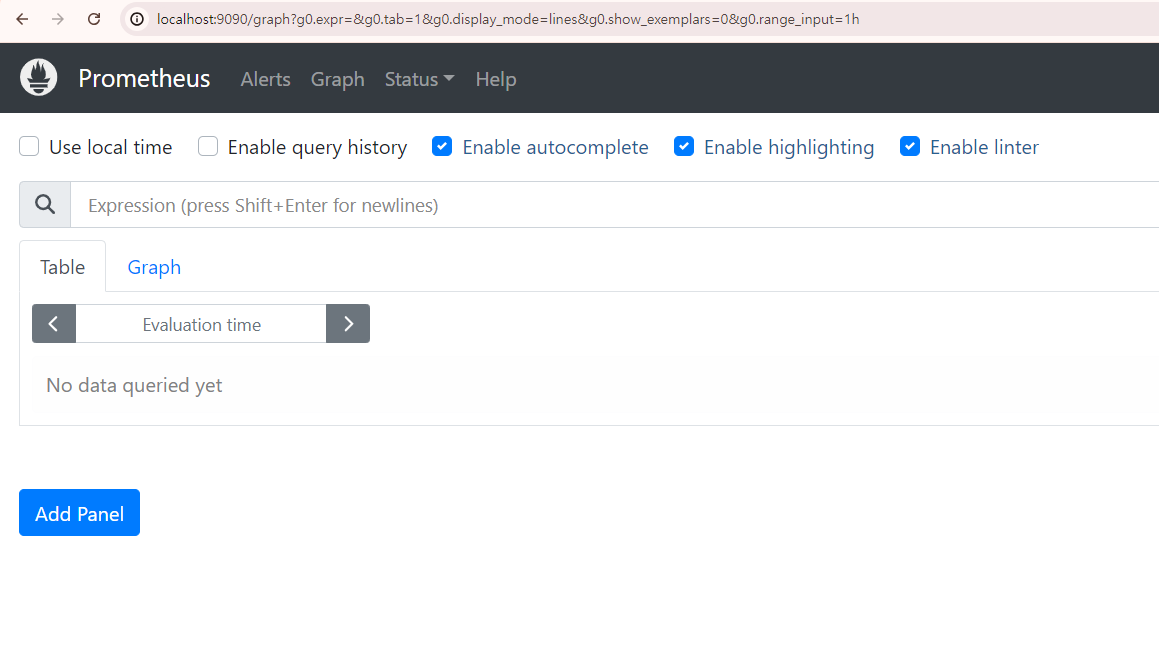 localhost:9090/graph?g0.expr=&g0.tab=1&g0.display_mode=lines&g0.show_exemplars=0&g0.range_input=1h
Prometheus Alerts Graph Status Help
Use local time Enable query history Enable autocomplete Enable highlighting Enable linter
Expression (press Shift+Enter for newlines)
Table Graph
Evaluation time
No data queried yet
Add Panel